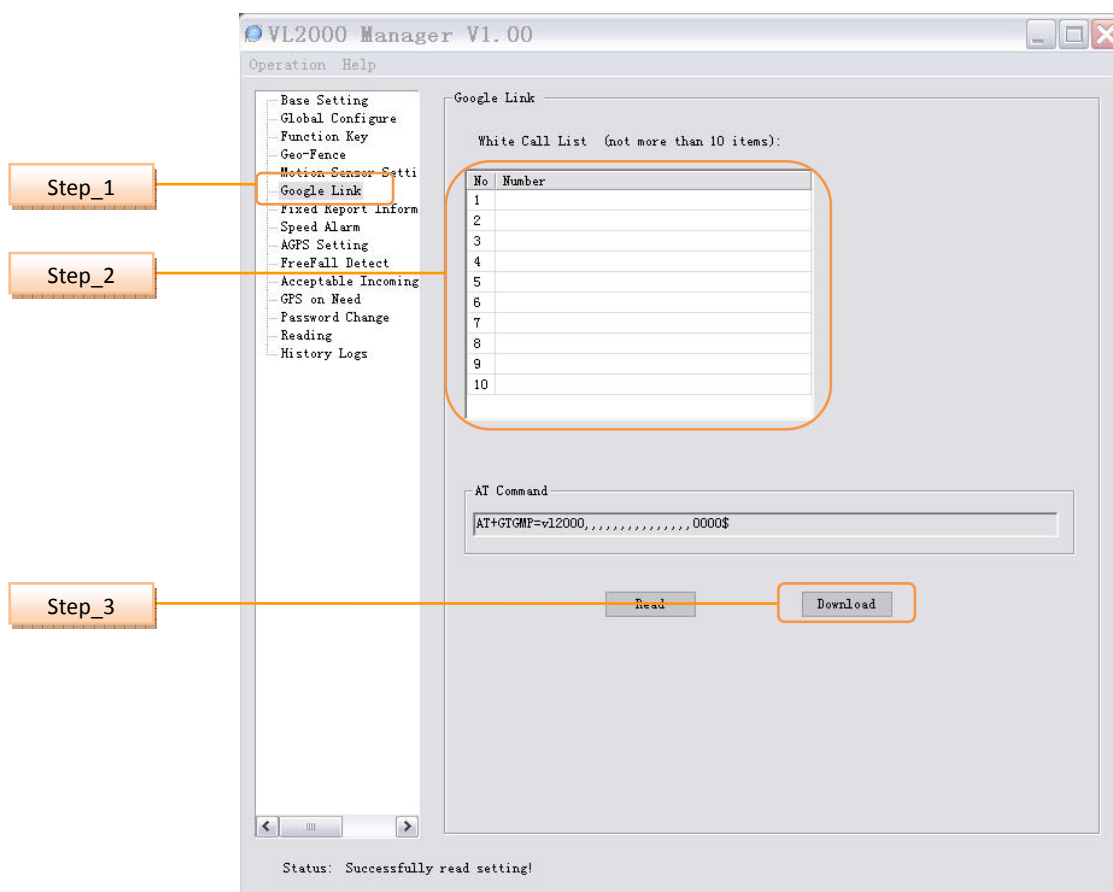 VL2000 Manager V1.00
Operation Help
Base Setting
Global Configure
Function Key
Geo-Fence
Motion Sensor Setti
Google Link
Fixed Report Inform
Speed Alarm
AGPS Setting
FreeFall Detect
Acceptable Incoming
GPS on Need
Password Change
Reading
History Logs
Step_1
Step_2
Step_3
Google Link
White Call List (not more than 10 items):
No Number
1
2
3
4
5
6
7
8
9
10
AT Command
AT+GTGMP=vl2000,,,,,,,,,,,,,,,0000$
Read Download
Status: Successfully read setting!